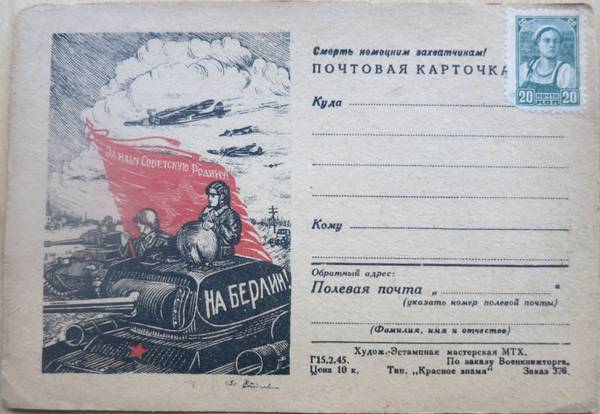 Смерть немецким захватчикам!
ПОЧТОВАЯ КАРТОЧКА
20 ПОЧТА 20
Куда
За нашу Советскую Родину!
Кому
Обратный адрес:
Полевая почта „ “
(указать номер полевой почты)
НА БЕРЛИН!
(Фамилия, имя и отчество)
Худож.-Эстампная мастерская МТХ.
Г15.2.45. По заказу Военкнижторга.
Цена 10 к. Тип. „Красное знамя“ Заказ 376.